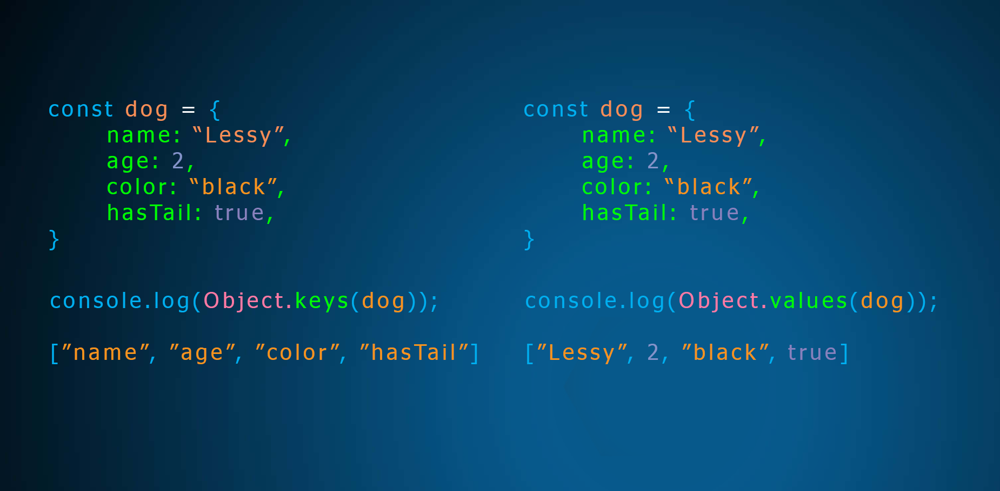 const dog = {
name: “Lessy”,
age: 2,
color: “black”,
hasTail: true,
}
console.log(Object.keys(dog));
[”name”, ”age”, ”color”, ”hasTail”]
const dog = {
name: “Lessy”,
age: 2,
color: “black”,
hasTail: true,
}
console.log(Object.values(dog));
[”Lessy”, 2, ”black”, true]